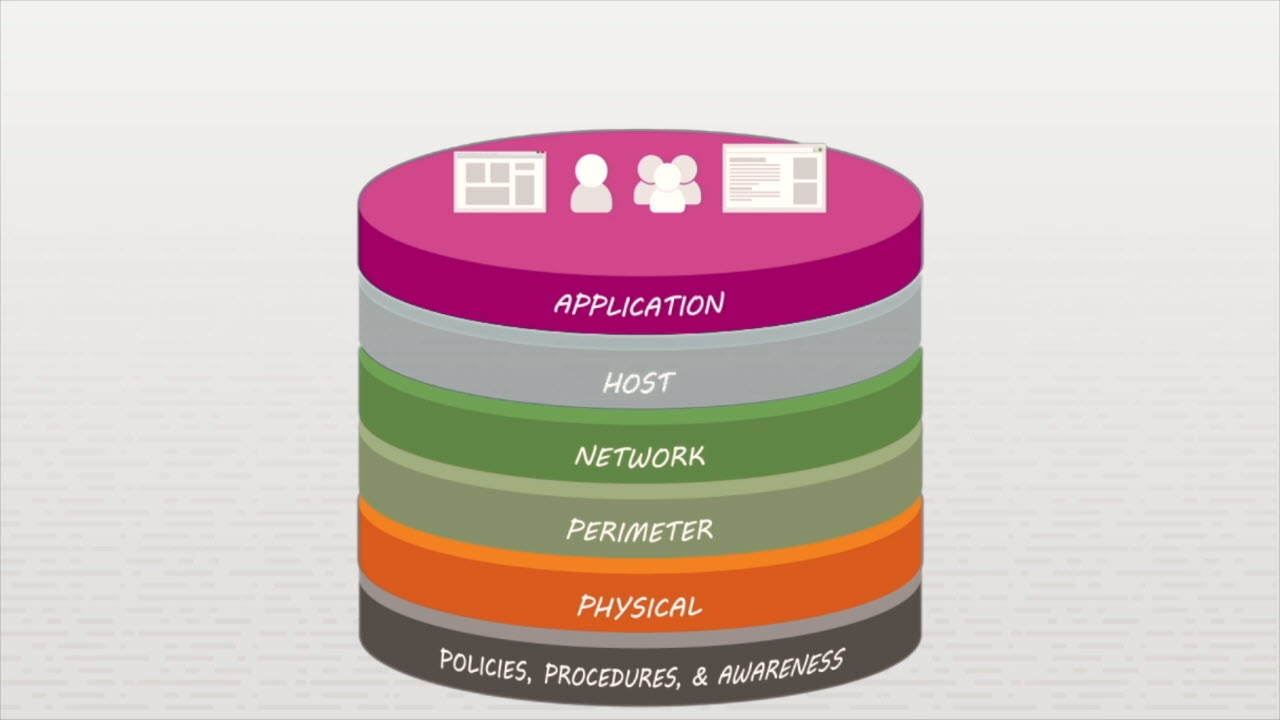 APPLICATION
HOST
NETWORK
PERIMETER
PHYSICAL
POLICIES, PROCEDURES, & AWARENESS